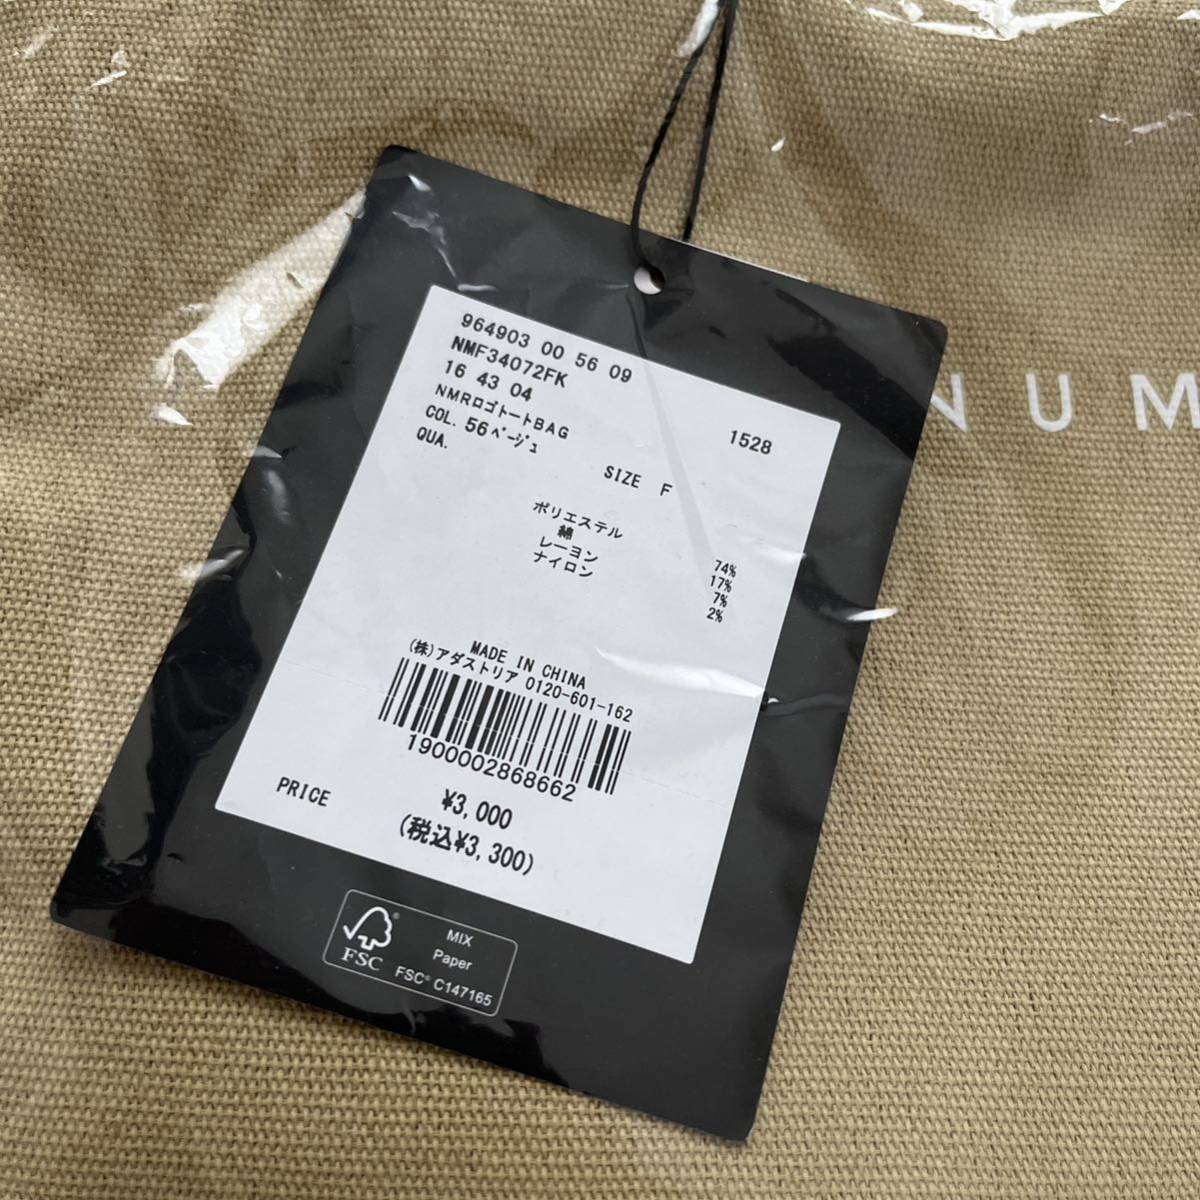 964903 00 56 09
NMF34072FK
16 43 04
NMRロゴトートBAG
1528
COL. 56ベージュ
QUA.
SIZE F
ポリエステル 74%
綿 17%
レーヨン 7%
ナイロン 2%
MADE IN CHINA
(株)アダストリア 0120-601-162
1900002868662
PRICE
¥3,000
(税込¥3,300)
FSC®
MIX
Paper
FSC® C147165
NUM